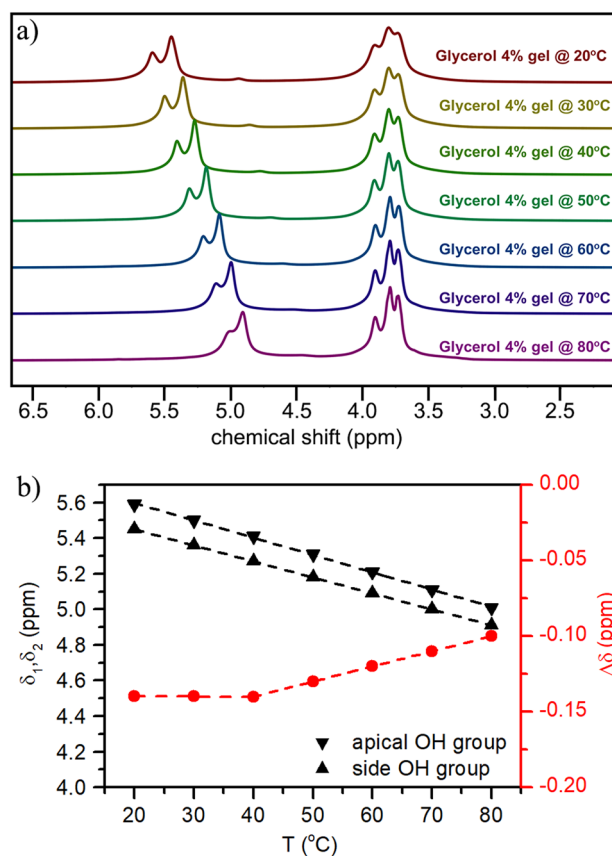 a)
Glycerol 4% gel @ 20°C
Glycerol 4% gel @ 30°C
Glycerol 4% gel @ 40°C
Glycerol 4% gel @ 50°C
Glycerol 4% gel @ 60°C
Glycerol 4% gel @ 70°C
Glycerol 4% gel @ 80°C
6.5 6.0 5.5 5.0 4.5 4.0 3.5 3.0 2.5
chemical shift (ppm)
b)
5.6
5.4
5.2
5.0
4.8
4.6
4.4
4.2
4.0
δ₁,δ₂ (ppm)
0.00
-0.05
-0.10
-0.15
-0.20
Δδ (ppm)
apical OH group
side OH group
20 30 40 50 60 70 80
T (°C)